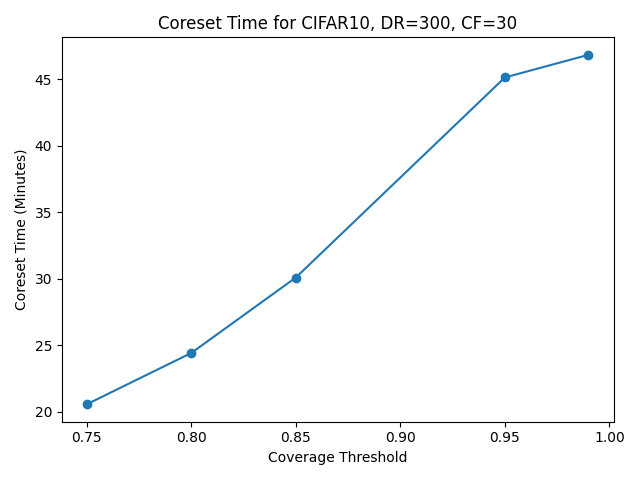 Coreset Time for CIFAR10, DR=300, CF=30
Coreset Time (Minutes)
45
40
35
30
25
20
0.75 0.80 0.85 0.90 0.95 1.00
Coverage Threshold